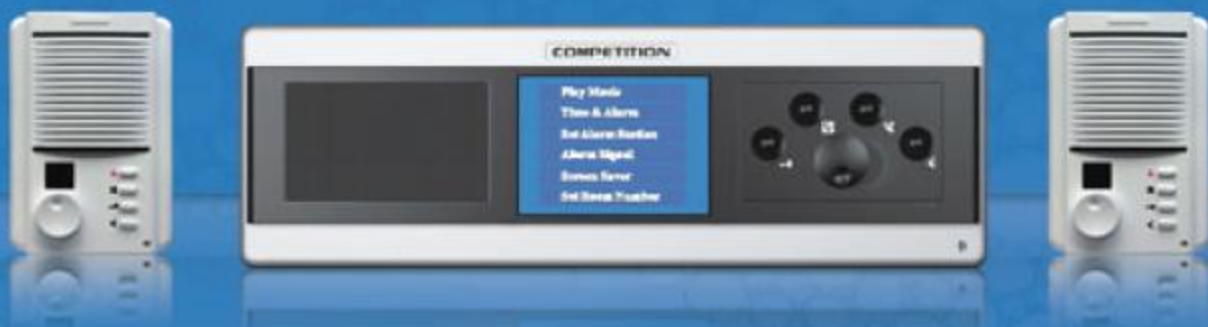 COMPETITION
Play Music
Time & Alarm
Set Alarm Station
Alarm Signal
Screen Saver
Set Room Number